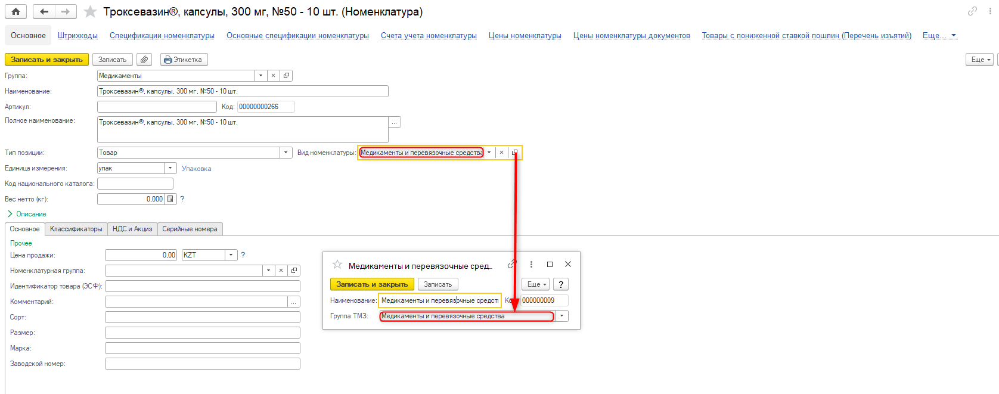 Троксевазин®, капсулы, 300 мг, №50 - 10 шт. (Номенклатура)
Основное Штрихкоды Спецификации номенклатуры Основные спецификации номенклатуры Счета учета номенклатуры Цены номенклатуры Цены номенклатуры документов Товары с пониженной ставкой пошлин (Перечень изъятий) Еще...
Записать и закрыть Записать Этикетка Еще
Группа: Медикаменты
Наименование: Троксевазин®, капсулы, 300 мг, №50 - 10 шт.
Артикул: Код: 00000000266
Полное наименование: Троксевазин®, капсулы, 300 мг, №50 - 10 шт. ...
Тип позиции: Товар Вид номенклатуры: Медикаменты и перевязочные средства
Единица измерения: упак Упаковка
Код национального каталога:
Вес нетто (кг): 0,000 ?
Описание
Основное Классификаторы НДС и Акциз Серийные номера
Прочее
Цена продажи: 0,00 KZT ?
Номенклатурная группа:
Идентификатор товара (ЭСФ):
Комментарий: ...
Сорт:
Размер:
Марка:
Заводской номер:
Медикаменты и перевязочные сред...
Записать и закрыть Записать Еще ?
Наименование: Медикаменты и перевязочные средст 000000009
Группа ТМЗ: Медикаменты и перевязочные средства